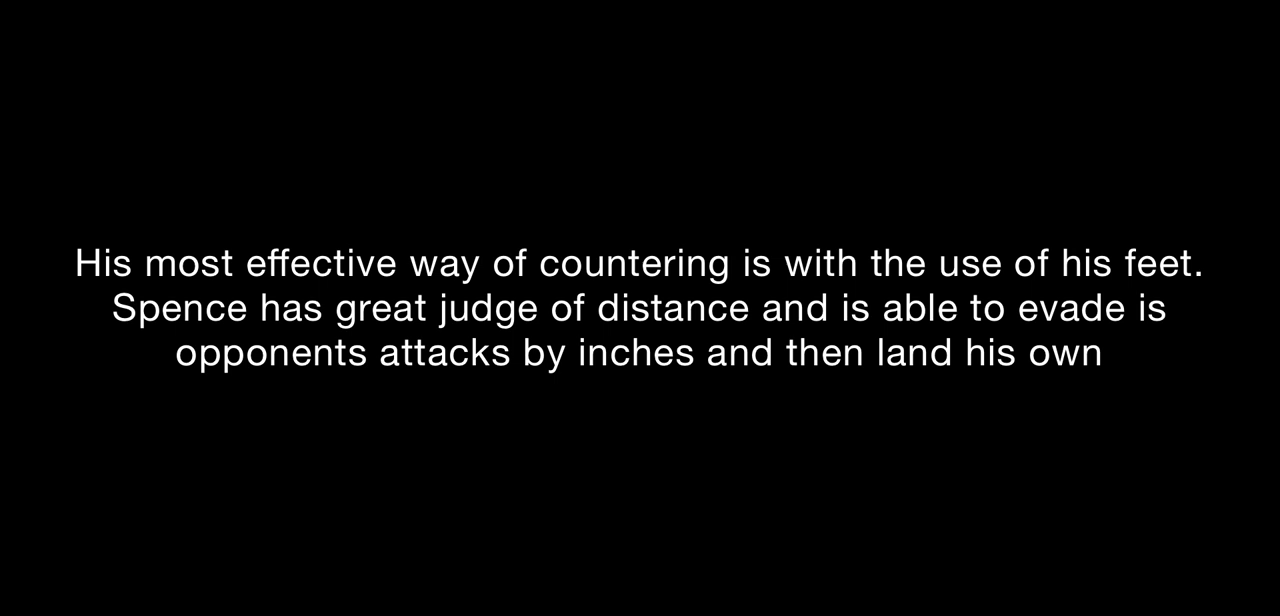 His most effective way of countering is with the use of his feet.
Spence has great judge of distance and is able to evade is
opponents attacks by inches and then land his own